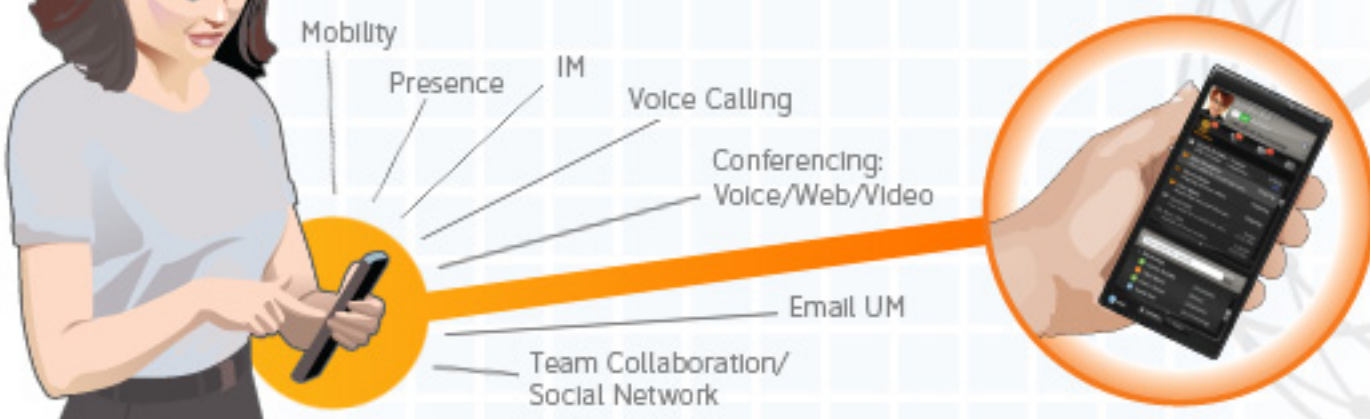 Mobility
Presence
IM
Voice Calling
Conferencing:
Voice/Web/Video
Email UM
Team Collaboration/
Social Network